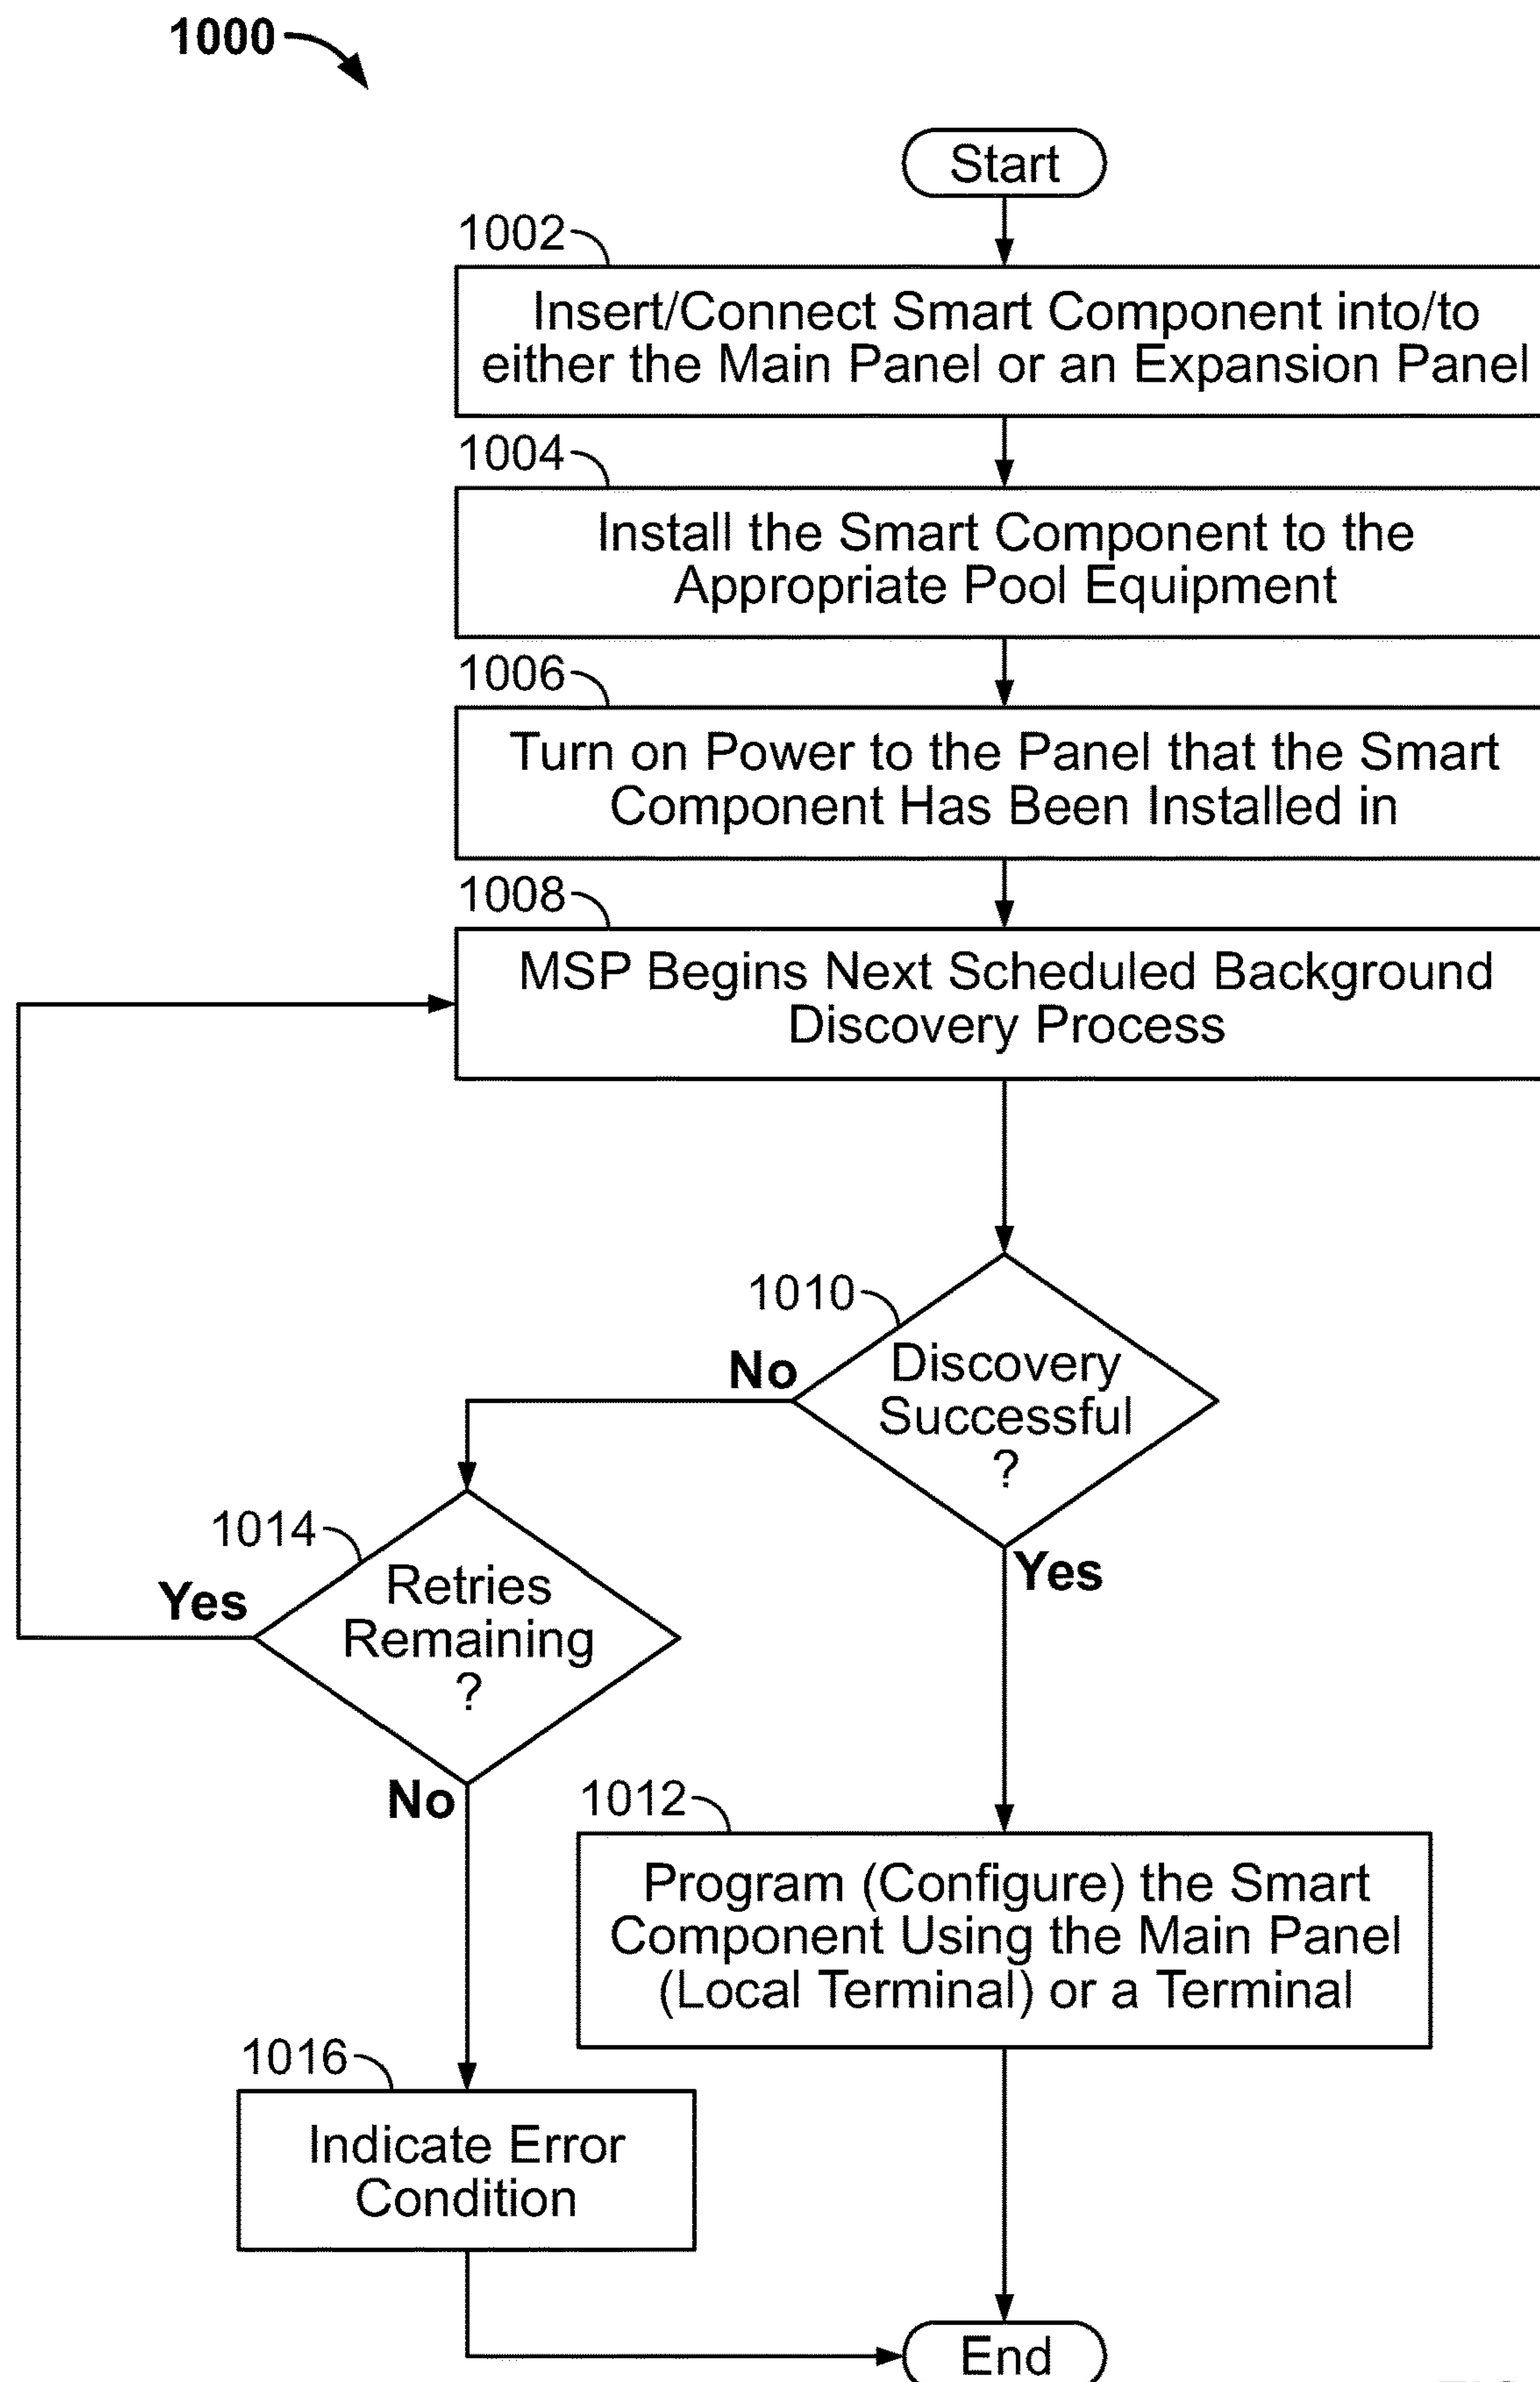 1000
Start
1002
Insert/Connect Smart Component into/to
either the Main Panel or an Expansion Panel
1004
Install the Smart Component to the
Appropriate Pool Equipment
1006
Turn on Power to the Panel that the Smart
Component Has Been Installed in
1008
MSP Begins Next Scheduled Background
Discovery Process
1010
Discovery
Successful
?
No
Yes
1014
Retries
Remaining
?
Yes
No
1012
Program (Configure) the Smart
Component Using the Main Panel
(Local Terminal) or a Terminal
1016
Indicate Error
Condition
End